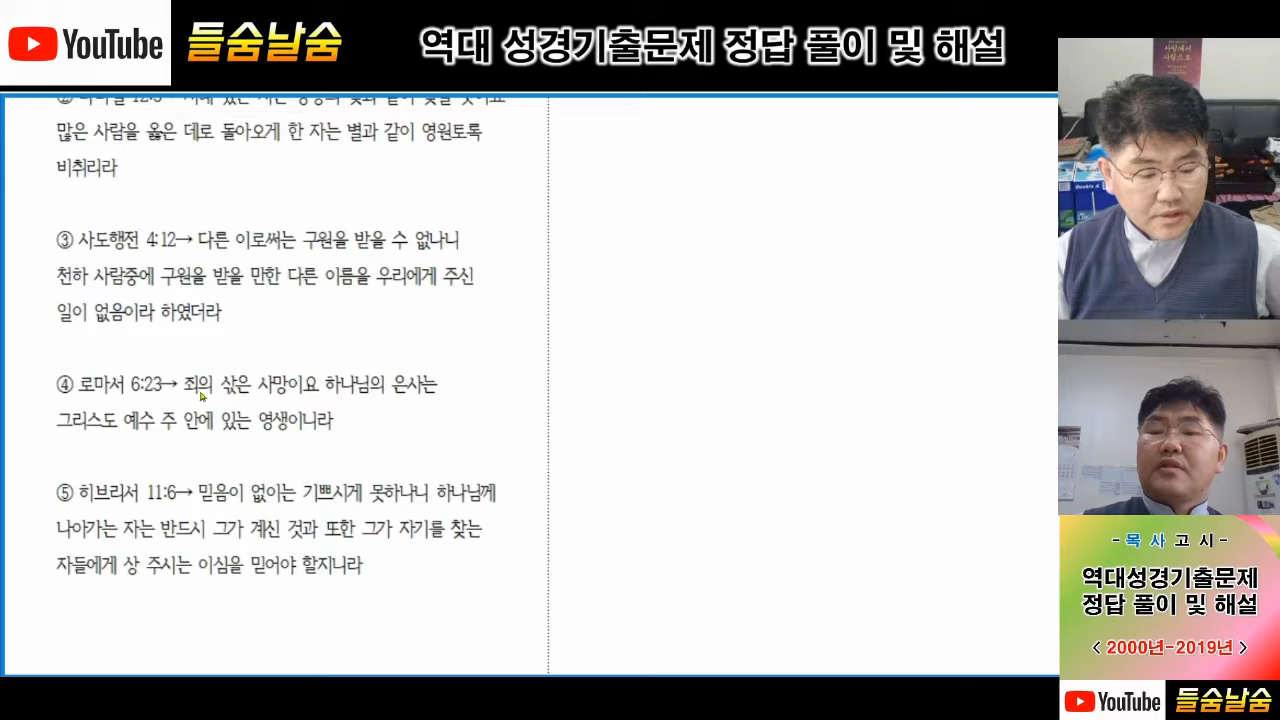 YouTube 들숨날숨 역대 성경기출문제 정답 풀이 및 해설
많은 사람을 옳은 데로 돌아오게 한 자는 별과 같이 영원토록
비취리라
③ 사도행전 4:12→ 다른 이로써는 구원을 받을 수 없나니
천하 사람중에 구원을 받을 만한 다른 이름을 우리에게 주신
일이 없음이라 하였더라
④ 로마서 6:23→ 죄의 삯은 사망이요 하나님의 은사는
그리스도 예수 주 안에 있는 영생이니라
⑤ 히브리서 11:6→ 믿음이 없이는 기쁘시게 못하나니 하나님께
나아가는 자는 반드시 그가 계신 것과 또한 그가 자기를 찾는
자들에게 상 주시는 이심을 믿어야 할지니라
사랑에서
사랑으로
Double A
- 목 사 고 시 -
역대성경기출문제
정답 풀이 및 해설
< 2000년-2019년 >
YouTube 들숨날숨